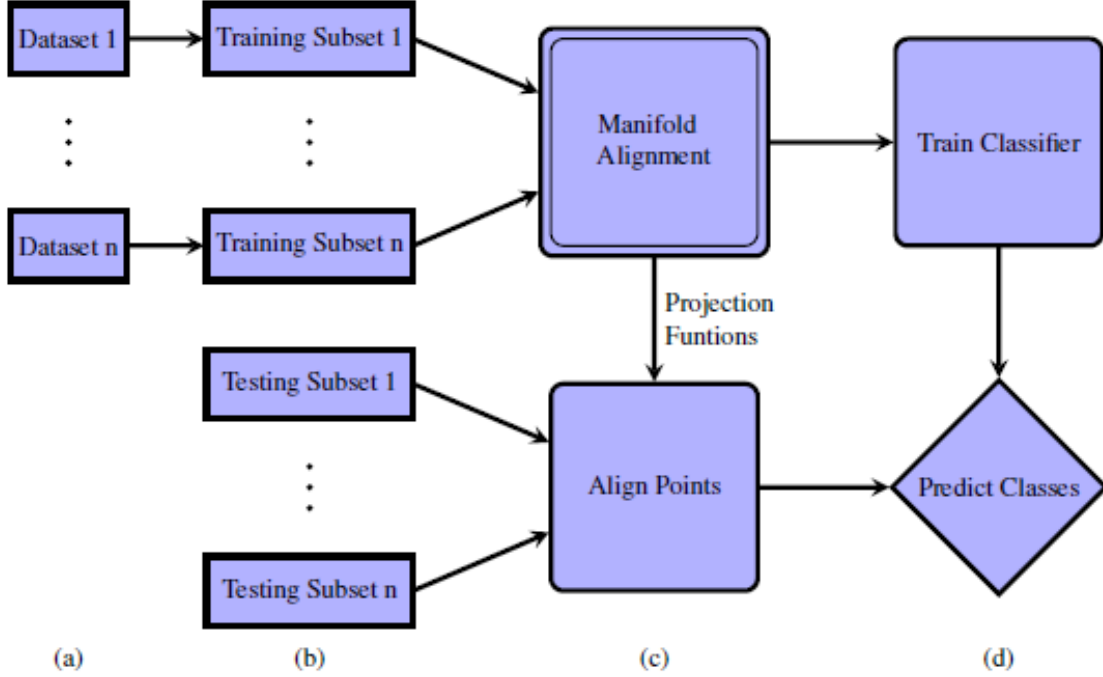 Dataset 1
Training Subset 1
Manifold
Alignment
Train Classifier
Dataset n
Training Subset n
Projection
Funtions
Testing Subset 1
Align Points
Predict Classes
Testing Subset n
(a)
(b)
(c)
(d)